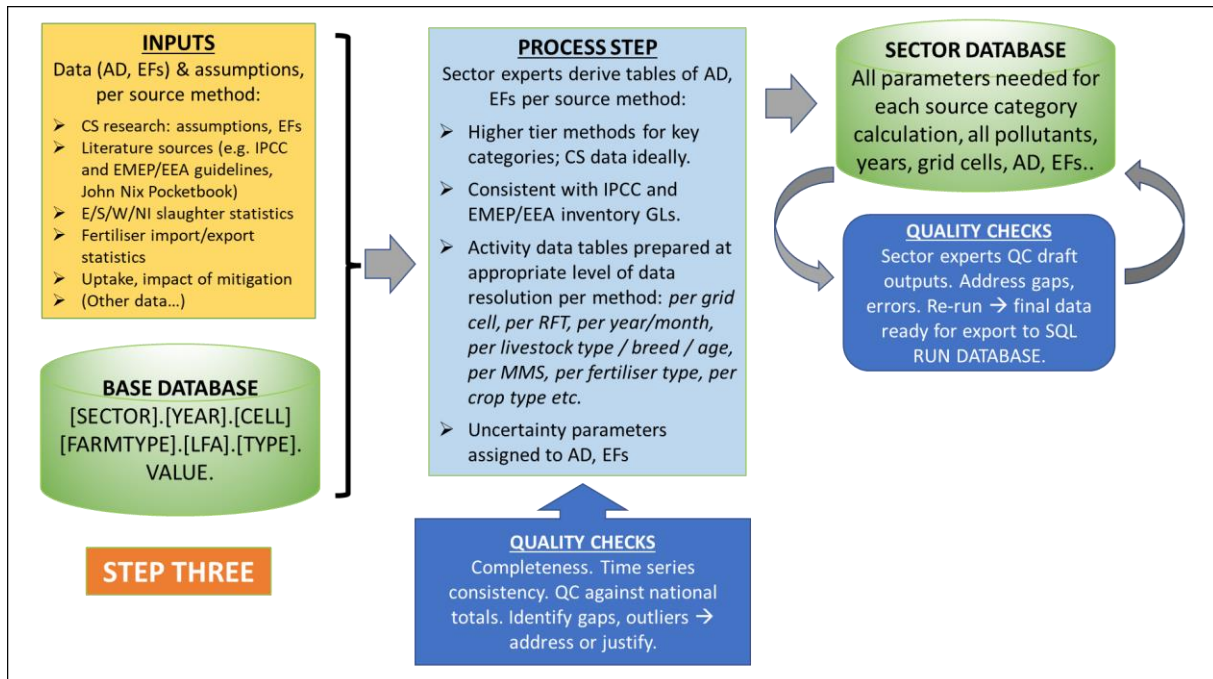 INPUTS
Data (AD, EFs) & assumptions,
per source method:
➢ CS research: assumptions, EFs
➢ Literature sources (e.g. IPCC
and EMEP/EEA guidelines,
John Nix Pocketbook)
➢ E/S/W/NI slaughter statistics
➢ Fertiliser import/export
statistics
➢ Uptake, impact of mitigation
➢ (Other data…)
BASE DATABASE
[SECTOR].[YEAR].[CELL]
[FARMTYPE].[LFA].[TYPE].
VALUE.
STEP THREE
PROCESS STEP
Sector experts derive tables of AD,
EFs per source method:
➢ Higher tier methods for key
categories; CS data ideally.
➢ Consistent with IPCC and
EMEP/EEA inventory GLs.
➢ Activity data tables prepared at
appropriate level of data
resolution per method: per grid
cell, per RFT, per year/month,
per livestock type / breed / age,
per MMS, per fertiliser type, per
crop type etc.
➢ Uncertainty parameters
assigned to AD, EFs
QUALITY CHECKS
Completeness. Time series
consistency. QC against national
totals. Identify gaps, outliers →
address or justify.
SECTOR DATABASE
All parameters needed for
each source category
calculation, all pollutants,
years, grid cells, AD, EFs..
QUALITY CHECKS
Sector experts QC draft
outputs. Address gaps,
errors. Re-run → final data
ready for export to SQL
RUN DATABASE.